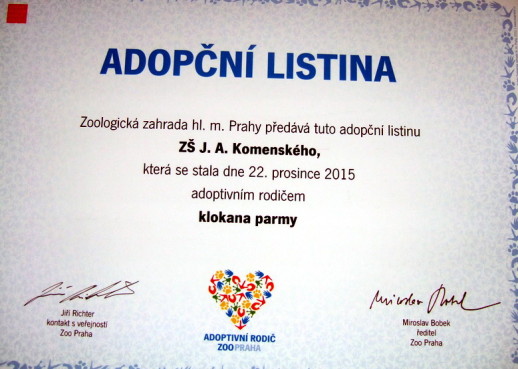 ADOPČNÍ LISTINA
Zoologická zahrada hl. m. Prahy předává tuto adopční listinu
ZŠ J. A. Komenského,
která se stala dne 22. prosince 2015
adoptivním rodičem
klokana parmy
Jiří Richter
kontakt s veřejností
Zoo Praha
ADOPTIVNÍ RODIČ
ZOO PRAHA
Miroslav Bobek
ředitel
Zoo Praha